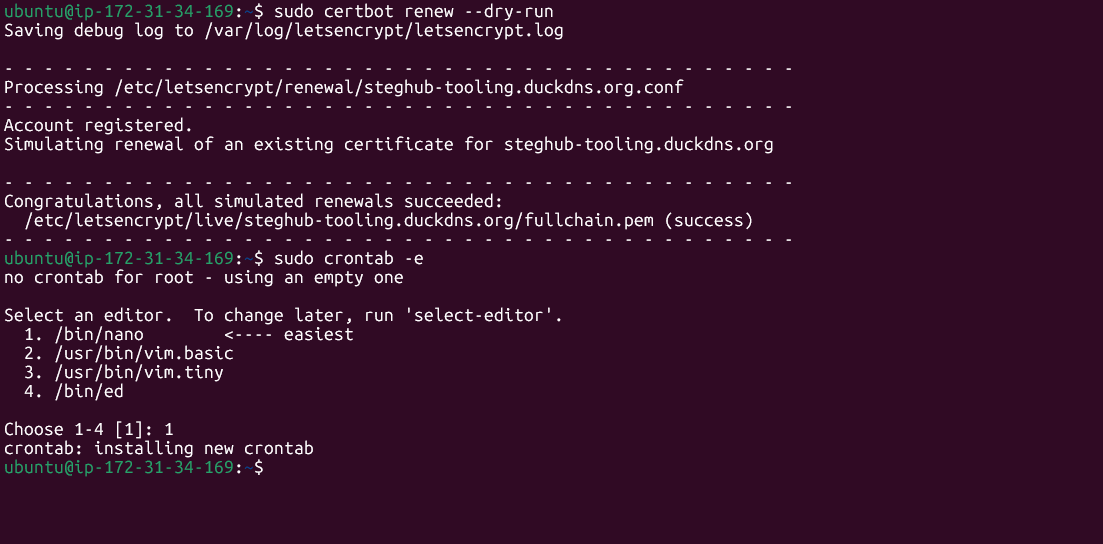 ubuntu@ip-172-31-34-169:~$ sudo certbot renew --dry-run
Saving debug log to /var/log/letsencrypt/letsencrypt.log
- - - - - - - - - - - - - - - - - - - - - - - - - - - - - - - - - - - - - - - -
Processing /etc/letsencrypt/renewal/steghub-tooling.duckdns.org.conf
- - - - - - - - - - - - - - - - - - - - - - - - - - - - - - - - - - - - - - - -
Account registered.
Simulating renewal of an existing certificate for steghub-tooling.duckdns.org
- - - - - - - - - - - - - - - - - - - - - - - - - - - - - - - - - - - - - - - -
Congratulations, all simulated renewals succeeded:
  /etc/letsencrypt/live/steghub-tooling.duckdns.org/fullchain.pem (success)
- - - - - - - - - - - - - - - - - - - - - - - - - - - - - - - - - - - - - - - -
ubuntu@ip-172-31-34-169:~$ sudo crontab -e
no crontab for root - using an empty one
Select an editor.  To change later, run 'select-editor'.
  1. /bin/nano        <---- easiest
  2. /usr/bin/vim.basic
  3. /usr/bin/vim.tiny
  4. /bin/ed
Choose 1-4 [1]: 1
crontab: installing new crontab
ubuntu@ip-172-31-34-169:~$